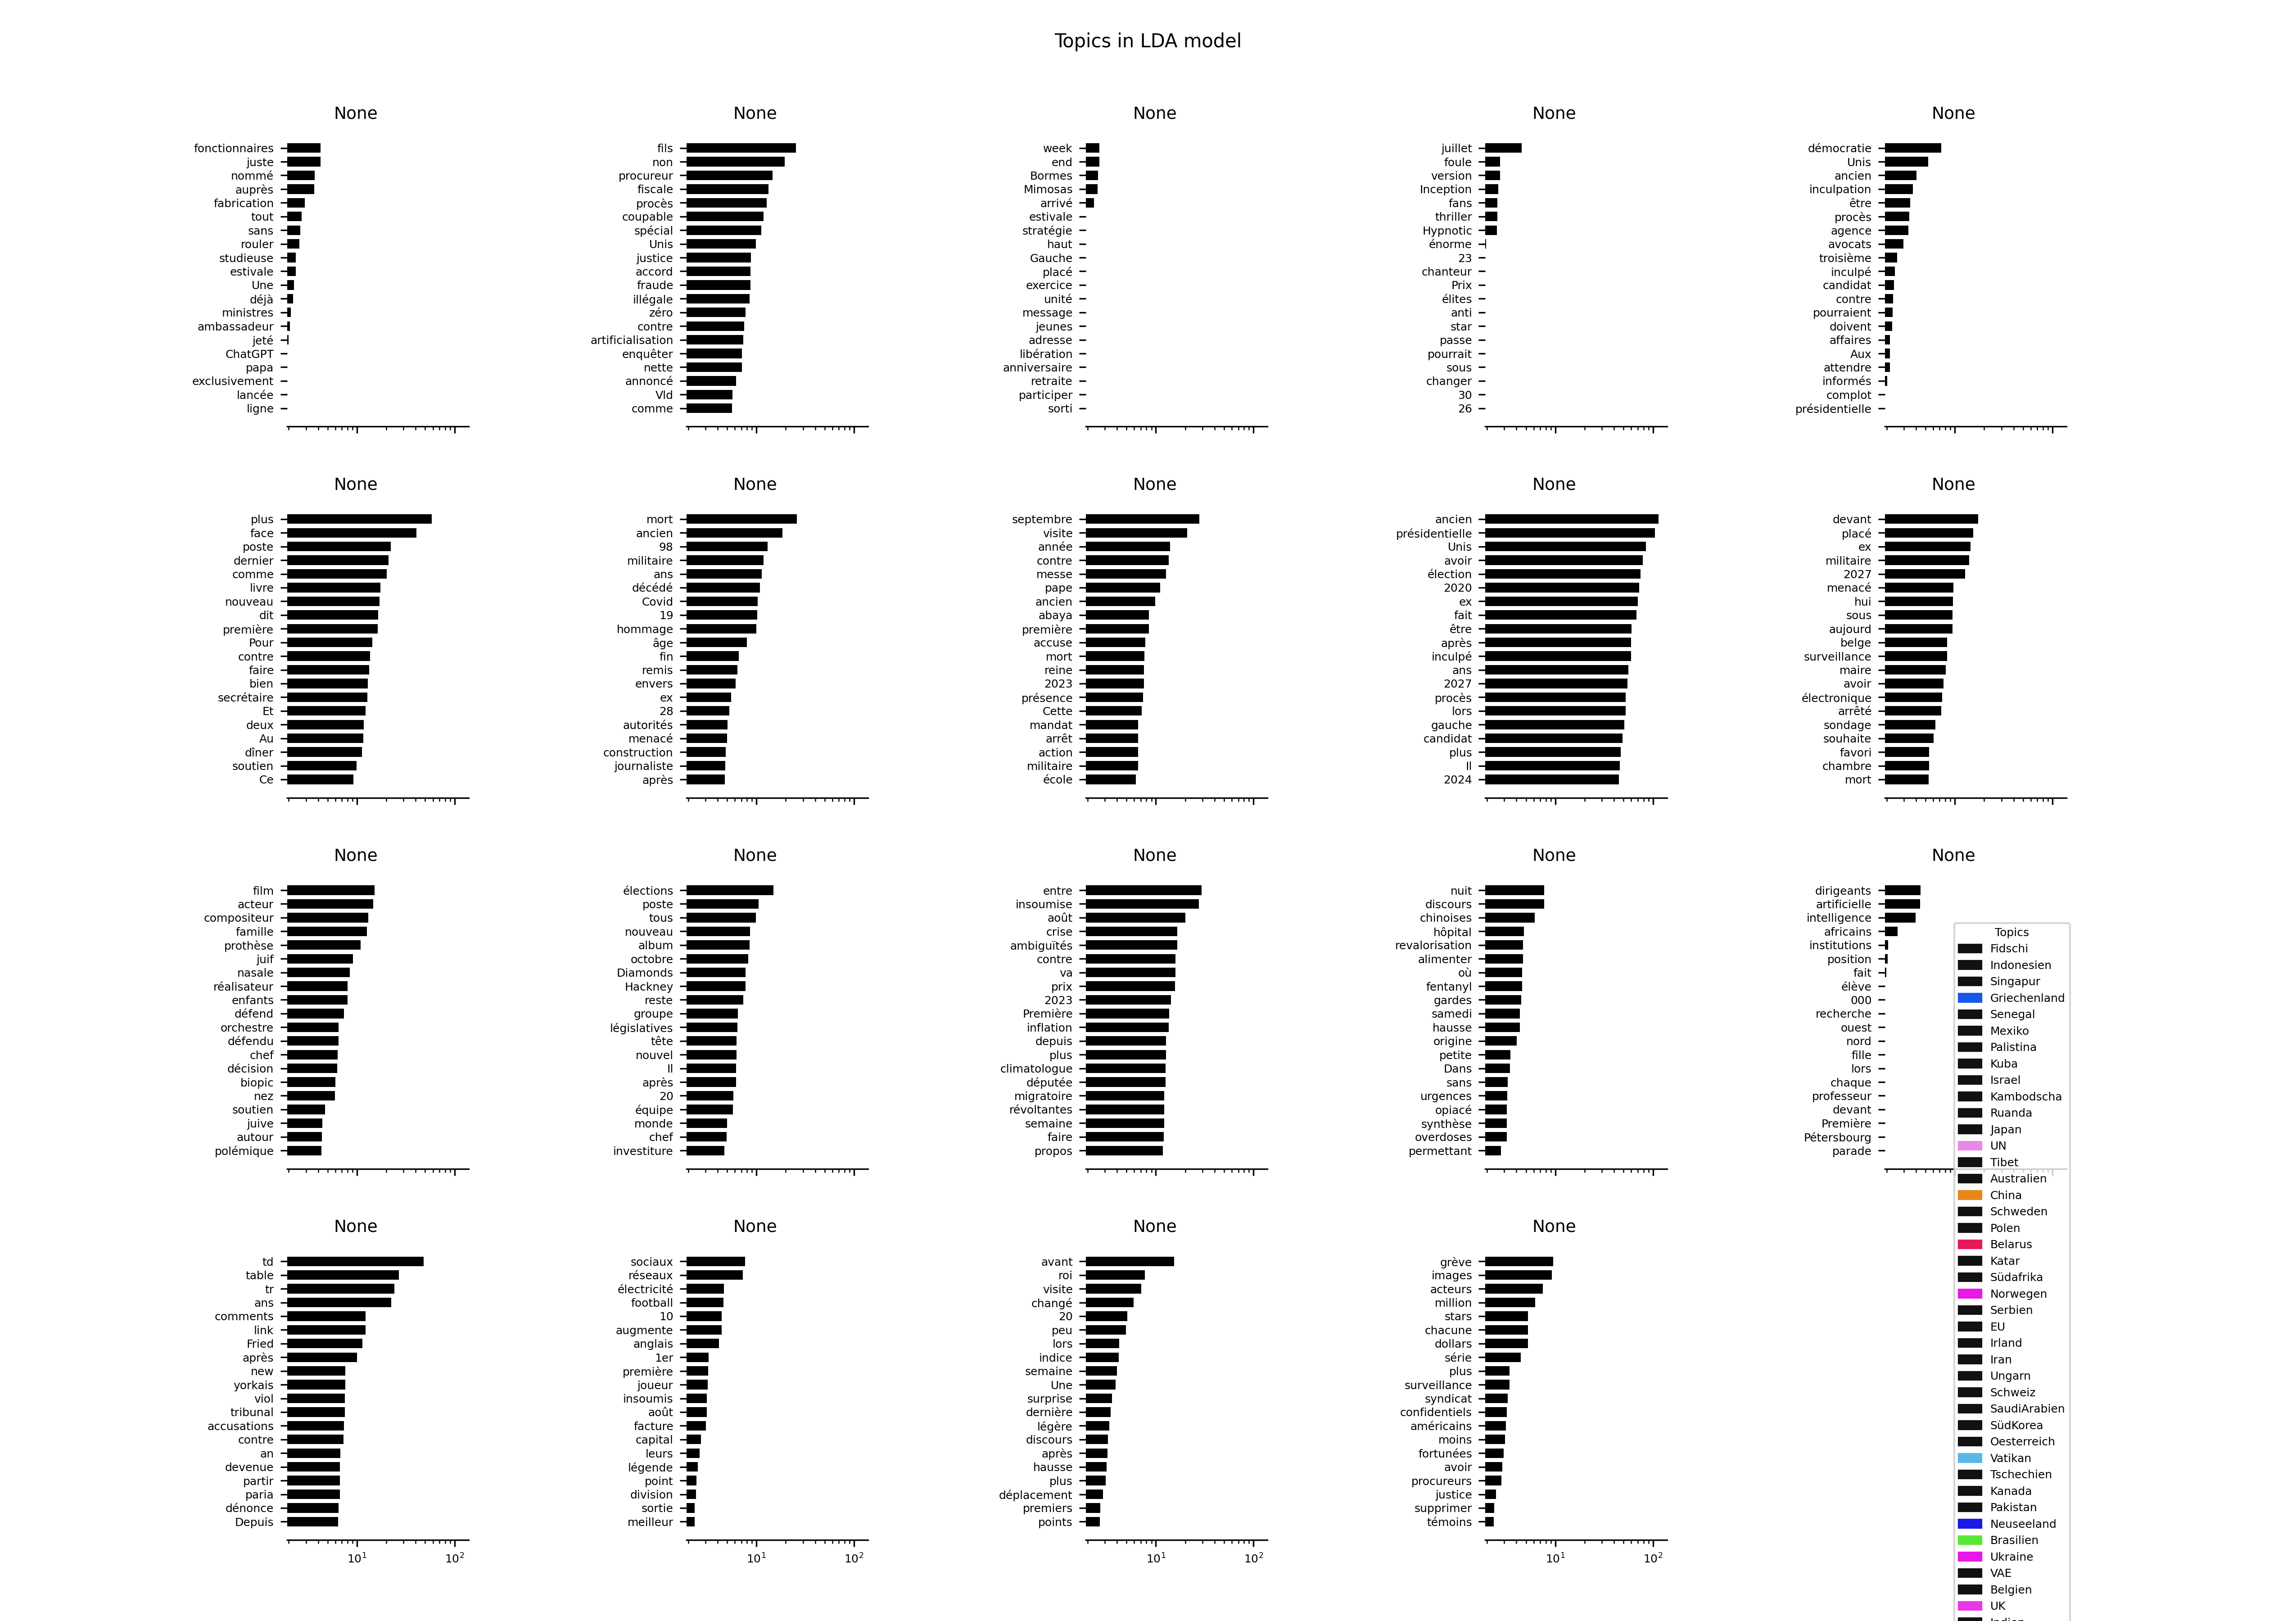 Topics in LDA model
None
fonctionnaires
juste
nommé
auprès
fabrication
tout
sans
rouler
studieuse
estivale
Une
déjà
ministres
ambassadeur
jeté
ChatGPT
papa
exclusivement
lancée
ligne
None
fils
non
procureur
fiscale
procès
coupable
spécial
Unis
justice
accord
fraude
illégale
zéro
contre
artificialisation
enquêter
nette
annoncé
Vld
comme
None
week
end
Bormes
Mimosas
arrivé
estivale
stratégie
haut
Gauche
placé
exercice
unité
message
jeunes
adresse
libération
anniversaire
retraite
participer
sorti
None
juillet
foule
version
Inception
fans
thriller
Hypnotic
énorme
23
chanteur
Prix
élites
anti
star
passe
pourrait
sous
changer
30
26
None
démocratie
Unis
ancien
inculpation
être
procès
agence
avocats
troisième
inculpé
candidat
contre
pourraient
doivent
affaires
Aux
attendre
informés
complot
présidentielle
None
plus
face
poste
dernier
comme
livre
nouveau
dit
première
Pour
contre
faire
bien
secrétaire
Et
deux
Au
dîner
soutien
Ce
None
mort
ancien
98
militaire
ans
décédé
Covid
19
hommage
âge
fin
remis
envers
ex
28
autorités
menacé
construction
journaliste
après
None
septembre
visite
année
contre
messe
pape
ancien
abaya
première
accuse
mort
reine
2023
présence
Cette
mandat
arrêt
action
militaire
école
None
ancien
présidentielle
Unis
avoir
élection
2020
ex
fait
être
après
inculpé
ans
2027
procès
lors
gauche
candidat
plus
Il
2024
None
devant
placé
ex
militaire
2027
menacé
hui
sous
aujourd
belge
surveillance
maire
avoir
électronique
arrêté
sondage
souhaite
favori
chambre
mort
None
film
acteur
compositeur
famille
prothèse
juif
nasale
réalisateur
enfants
défend
orchestre
défendu
chef
décision
biopic
nez
soutien
juive
autour
polémique
None
élections
poste
tous
nouveau
album
octobre
Diamonds
Hackney
reste
groupe
législatives
tête
nouvel
Il
après
20
équipe
monde
chef
investiture
None
entre
insoumise
août
crise
ambiguïtés
contre
va
prix
2023
Première
inflation
depuis
plus
climatologue
députée
migratoire
révoltantes
semaine
faire
propos
None
nuit
discours
chinoises
hôpital
revalorisation
alimenter
où
fentanyl
gardes
samedi
hausse
origine
petite
Dans
sans
urgences
opiacé
synthèse
overdoses
permettant
None
dirigeants
artificielle
intelligence
africains
institutions
position
fait
élève
000
recherche
ouest
nord
fille
lors
chaque
professeur
devant
Première
Pétersbourg
parade
Topics
Fidschi
Indonesien
Singapur
Griechenland
Senegal
Mexiko
Palistina
Kuba
Israel
Kambodscha
Ruanda
Japan
UN
Tibet
Australien
China
Schweden
Polen
Belarus
Katar
Südafrika
Norwegen
Serbien
EU
Irland
Iran
Ungarn
Schweiz
SaudiArabien
SüdKorea
Oesterreich
Vatikan
Tschechien
Kanada
Pakistan
Neuseeland
Brasilien
Ukraine
VAE
Belgien
UK
None
td
table
tr
ans
comments
link
Fried
après
new
yorkais
viol
tribunal
accusations
contre
an
devenue
partir
paria
dénonce
Depuis
10¹ 10²
None
sociaux
réseaux
électricité
football
10
augmente
anglais
1er
première
joueur
insoumis
août
facture
capital
leurs
légende
point
division
sortie
meilleur
10¹ 10²
None
avant
roi
visite
changé
20
peu
lors
indice
semaine
Une
surprise
dernière
légère
discours
après
hausse
plus
déplacement
premiers
points
10¹ 10²
None
grève
images
acteurs
million
stars
chacune
dollars
série
plus
surveillance
syndicat
confidentiels
américains
moins
fortunées
avoir
procureurs
justice
supprimer
témoins
10¹ 10²